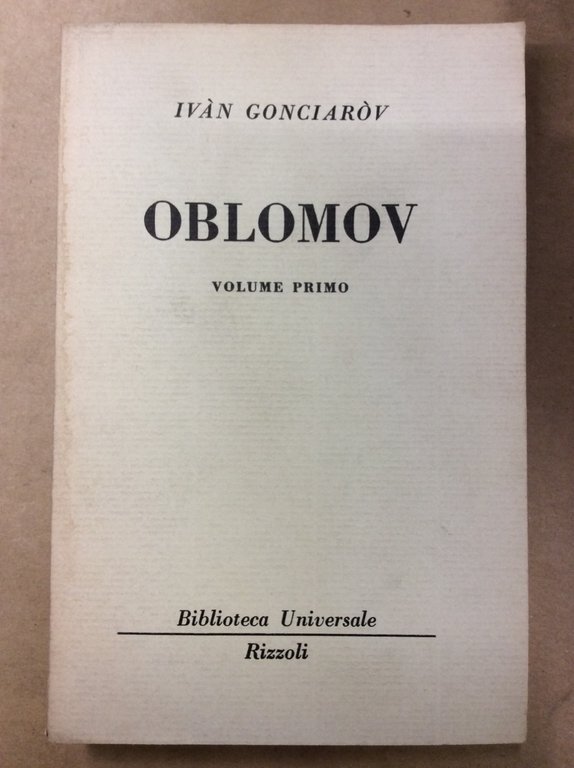 IVÀN GONCIARÒV
OBLOMOV
VOLUME PRIMO
Biblioteca Universale
Rizzoli